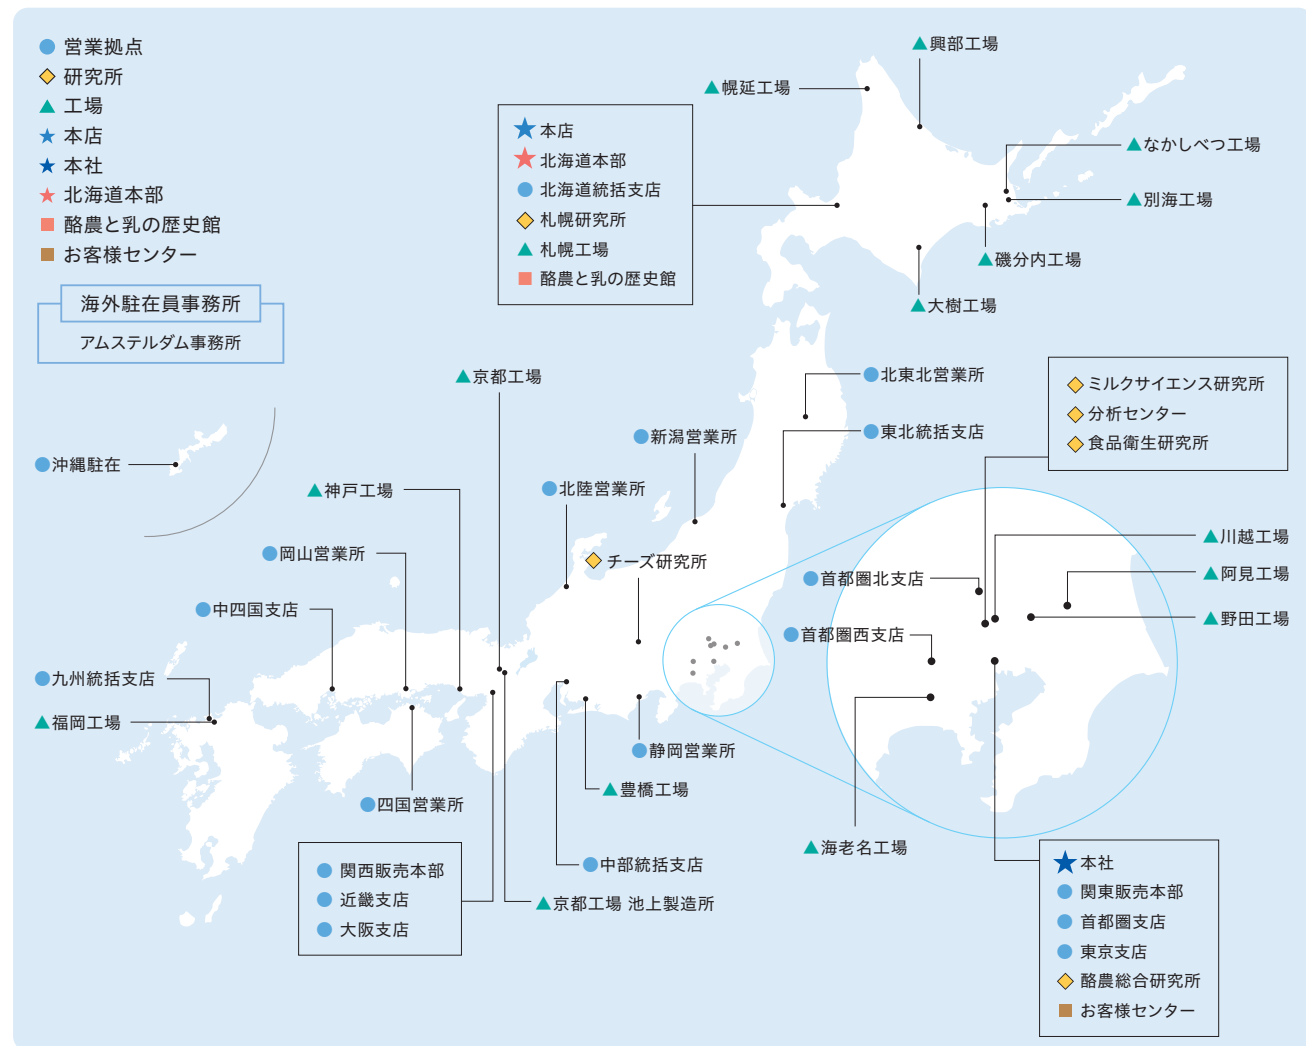 営業拠点
研究所
工場
本店
本社
北海道本部
酪農と乳の歴史館
お客様センター
海外駐在員事務所
アムステルダム事務所
興部工場
幌延工場
本店
北海道本部
北海道統括支店
札幌研究所
札幌工場
酪農と乳の歴史館
なかしべつ工場
別海工場
磯分内工場
大樹工場
北東北営業所
東北統括支店
ミルクサイエンス研究所
分析センター
食品衛生研究所
京都工場
新潟営業所
沖縄駐在
神戸工場
北陸営業所
岡山営業所
チーズ研究所
中四国支店
九州統括支店
福岡工場
川越工場
首都圏北支店
阿見工場
野田工場
首都圏西支店
静岡営業所
豊橋工場
四国営業所
海老名工場
中部統括支店
関西販売本部
近畿支店
大阪支店
京都工場 池上製造所
本社
関東販売本部
首都圏支店
東京支店
酪農総合研究所
お客様センター